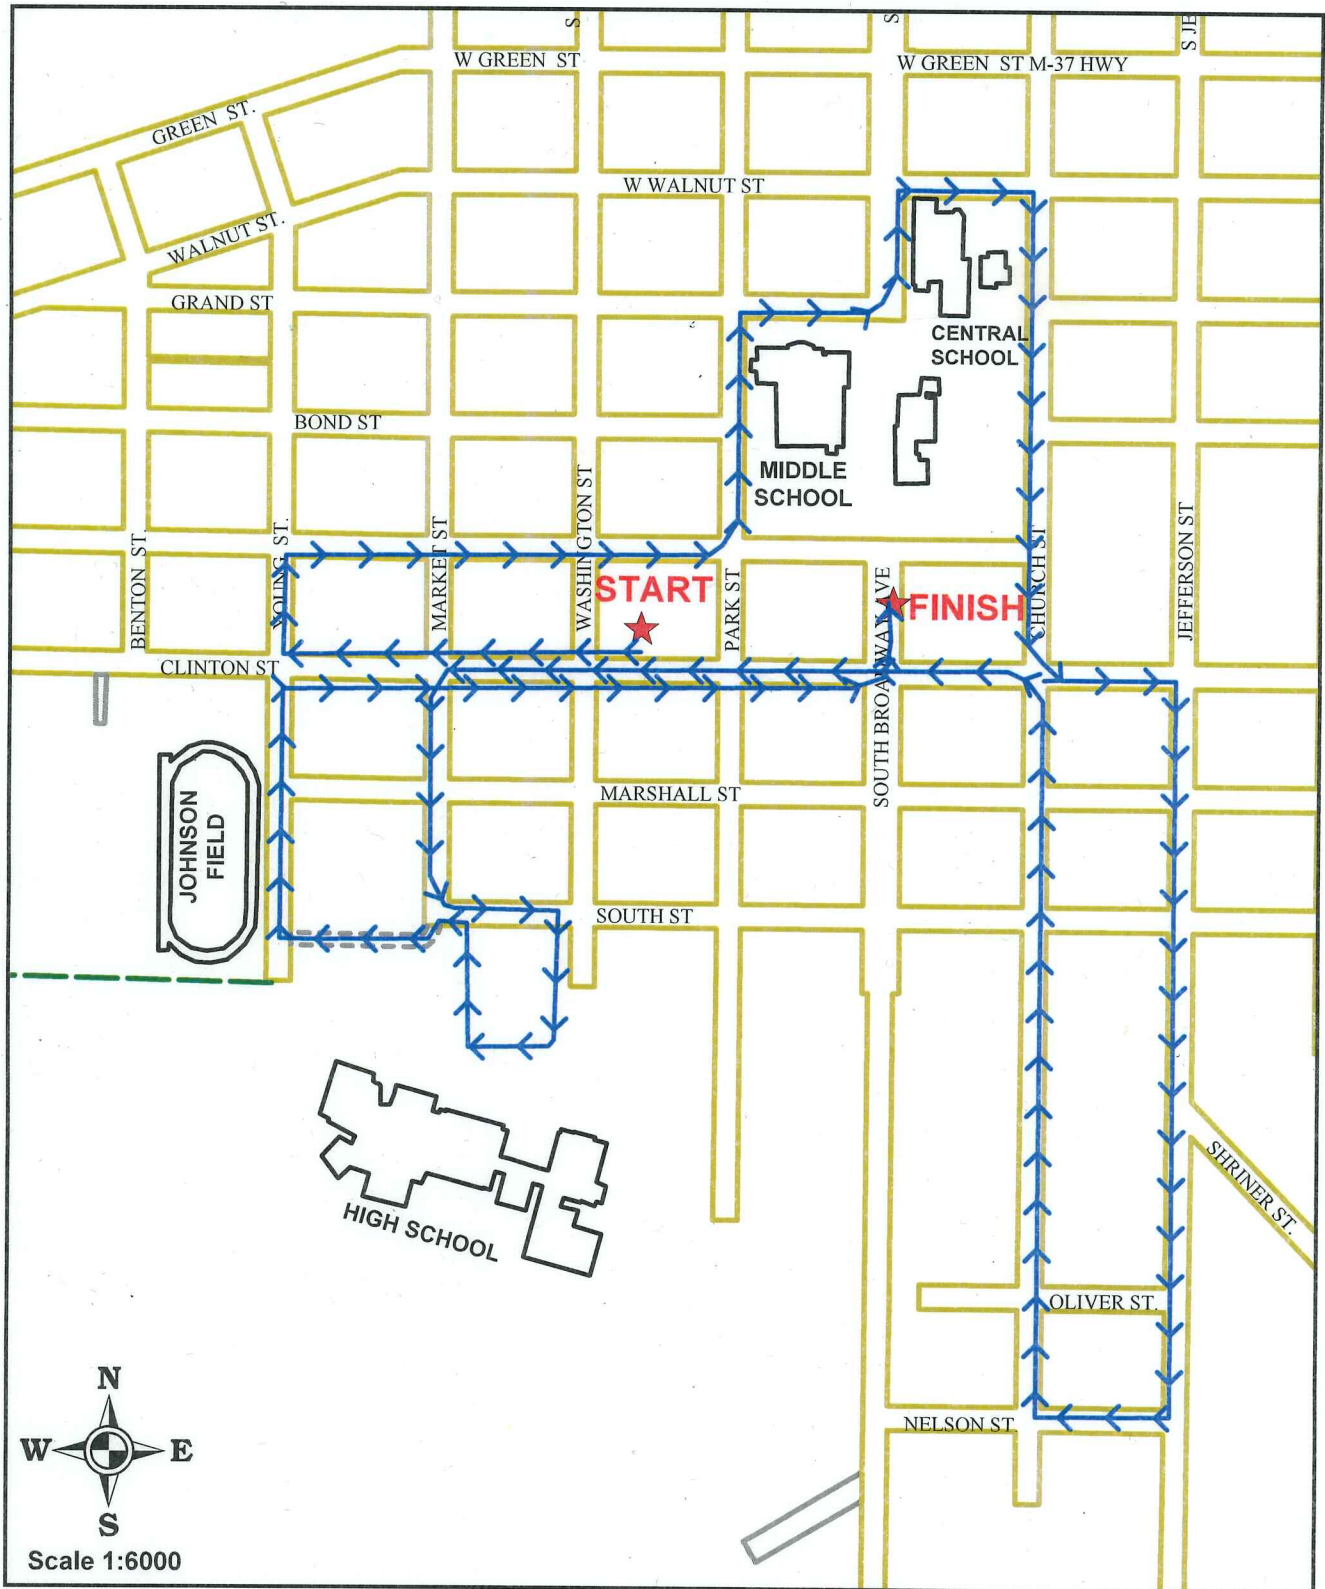 S
S
S JE
W GREEN ST
W GREEN ST M-37 HWY
GREEN ST.
W WALNUT ST
WALNUT ST.
GRAND ST
CENTRAL
SCHOOL
BOND ST
MIDDLE
SCHOOL
BENTON ST.
YOUNG ST.
MARKET ST
WASHINGTON ST
START
PARK ST
SOUTH BROADWAY AVE
FINISH
CHURCH ST
JEFFERSON ST
CLINTON ST
MARSHALL ST
JOHNSON
FIELD
SOUTH ST
HIGH SCHOOL
SHRINER ST.
OLIVER ST.
NELSON ST.
N
W
E
S
Scale 1:6000